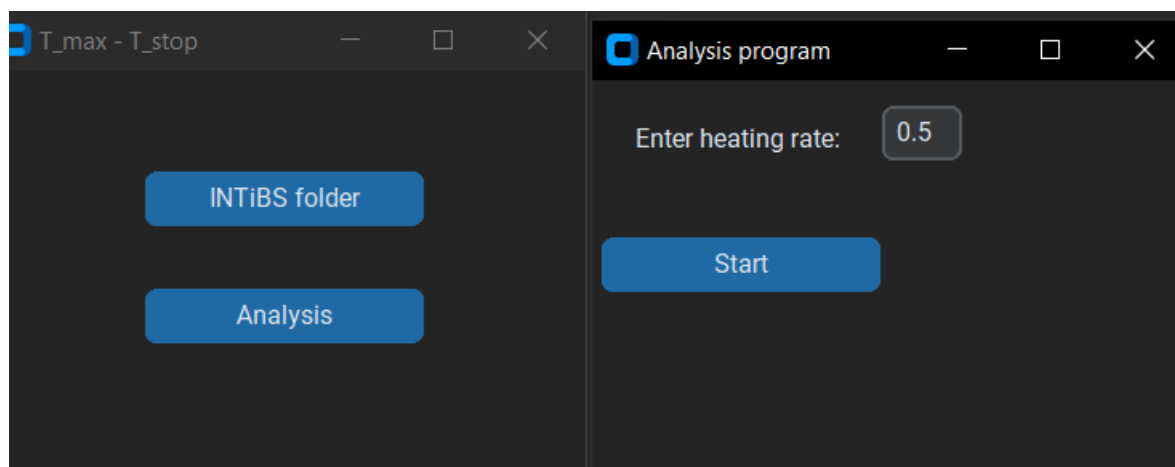 T_max - T_stop
INTiBS folder
Analysis
Analysis program
Enter heating rate:
0.5
Start